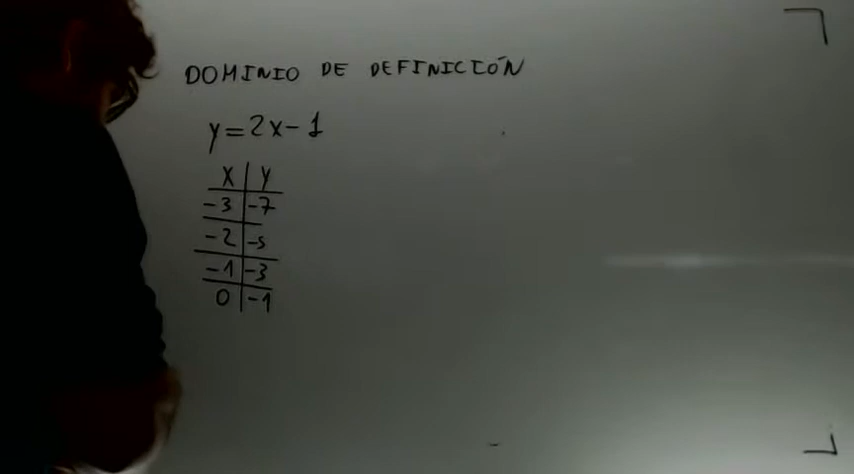 DOMINIO DE DEFINICIÓN
y=2x-1
X Y
-3 -7
-2 -5
-1 -3
0 -1